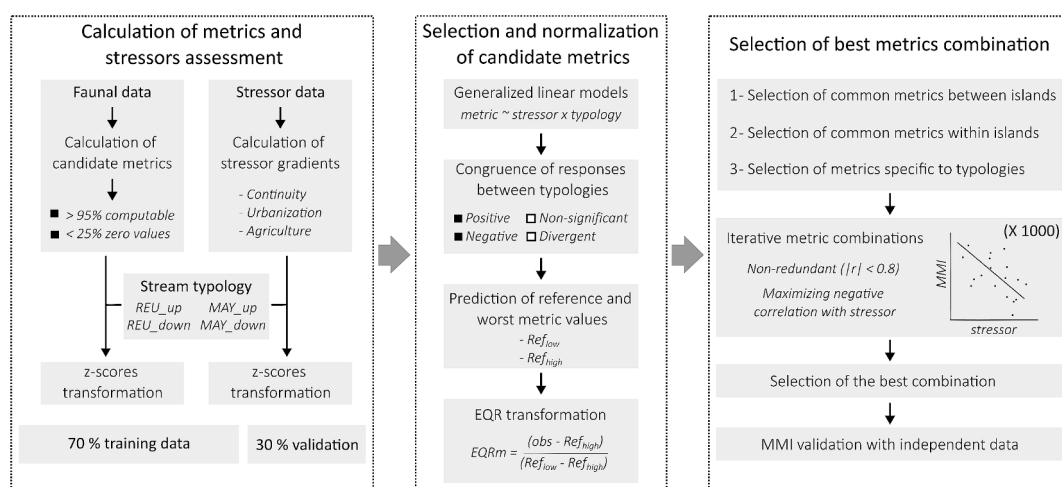 Calculation of metrics and
stressors assessment
Faunal data
Calculation of
candidate metrics
> 95% computable
< 25% zero values
Stressor data
Calculation of
stressor gradients
- Continuity
- Urbanization
- Agriculture
Stream typology
REU_up MAY_up
REU_down MAY_down
z-scores
transformation
z-scores
transformation
70 % training data
30 % validation
Selection and normalization
of candidate metrics
Generalized linear models
metric ~ stressor x typology
Congruence of responses
between typologies
Positive Non-significant
Negative Divergent
Prediction of reference and
worst metric values
- Ref_low
- Ref_high
EQR transformation
EQRm = (obs - Ref_high) / (Ref_low - Ref_high)
Selection of best metrics combination
1- Selection of common metrics between islands
2- Selection of common metrics within islands
3- Selection of metrics specific to typologies
Iterative metric combinations
Non-redundant (|r| < 0.8)
Maximizing negative
correlation with stressor
(X 1000)
MMI
stressor
Selection of the best combination
MMI validation with independent data